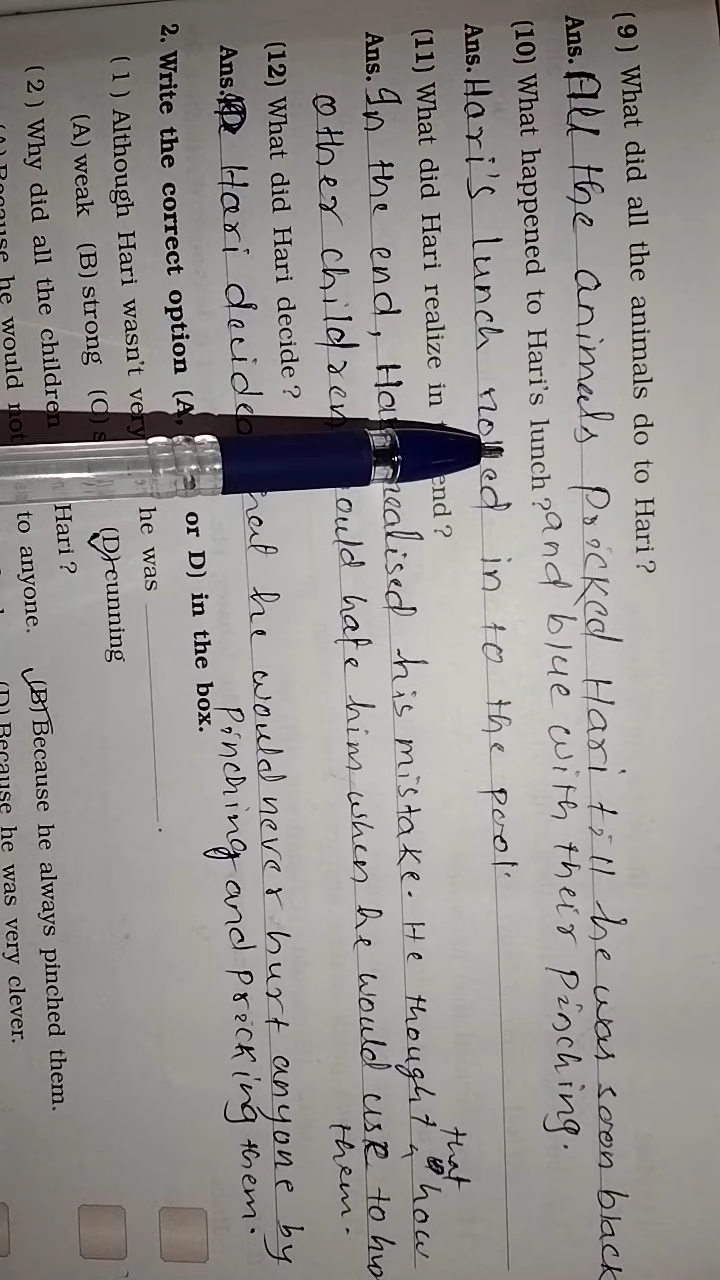 (9) What did all the animals do to Hari?
Ans. All the animals pricked Hari till he was soon black
and blue with their pinching.
(10) What happened to Hari's lunch?
Ans. Hari's lunch rolled in to the pool.
(11) What did Hari realize in end?
Ans. In the end, realised his mistake. He thought that how
other children would hate him when he would use to
them.
(12) What did Hari decide?
Ans. Hari decided that he would never hurt anyone by
pinching and pricking them.
2. Write the correct option (A, or D) in the box.
(1) Although Hari wasn't very he was .
(A) weak (B) strong (C) (D) cunning
(2) Why did all the children Hari?
(A) Because he would not to anyone. (B) Because he always pinched them.
(D) Because he was very clever.